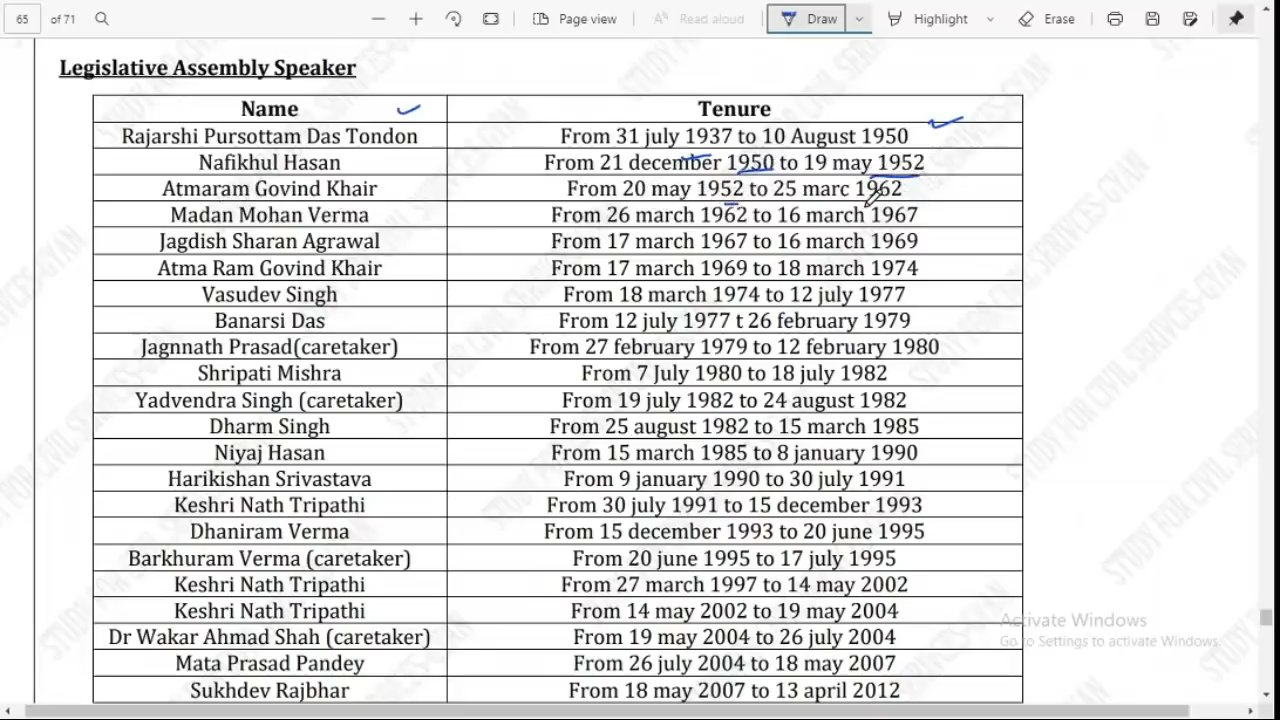 65 of 71 Page view Read aloud Draw Highlight Erase
Legislative Assembly Speaker
Name Tenure
Rajarshi Pursottam Das Tondon From 31 july 1937 to 10 August 1950
Nafikhul Hasan From 21 december 1950 to 19 may 1952
Atmaram Govind Khair From 20 may 1952 to 25 marc 1962
Madan Mohan Verma From 26 march 1962 to 16 march 1967
Jagdish Sharan Agrawal From 17 march 1967 to 16 march 1969
Atma Ram Govind Khair From 17 march 1969 to 18 march 1974
Vasudev Singh From 18 march 1974 to 12 july 1977
Banarsi Das From 12 july 1977 t 26 february 1979
Jagnnath Prasad(caretaker) From 27 february 1979 to 12 february 1980
Shripati Mishra From 7 July 1980 to 18 july 1982
Yadvendra Singh (caretaker) From 19 july 1982 to 24 august 1982
Dharm Singh From 25 august 1982 to 15 march 1985
Niyaj Hasan From 15 march 1985 to 8 january 1990
Harikishan Srivastava From 9 january 1990 to 30 july 1991
Keshri Nath Tripathi From 30 july 1991 to 15 december 1993
Dhaniram Verma From 15 december 1993 to 20 june 1995
Barkhuram Verma (caretaker) From 20 june 1995 to 17 july 1995
Keshri Nath Tripathi From 27 march 1997 to 14 may 2002
Keshri Nath Tripathi From 14 may 2002 to 19 may 2004
Dr Wakar Ahmad Shah (caretaker) From 19 may 2004 to 26 july 2004
Mata Prasad Pandey From 26 july 2004 to 18 may 2007
Sukhdev Rajbhar From 18 may 2007 to 13 april 2012
Activate Windows
Go to Settings to activate Windows.
STUDY FOR CIVIL SERIVCES-GYAN